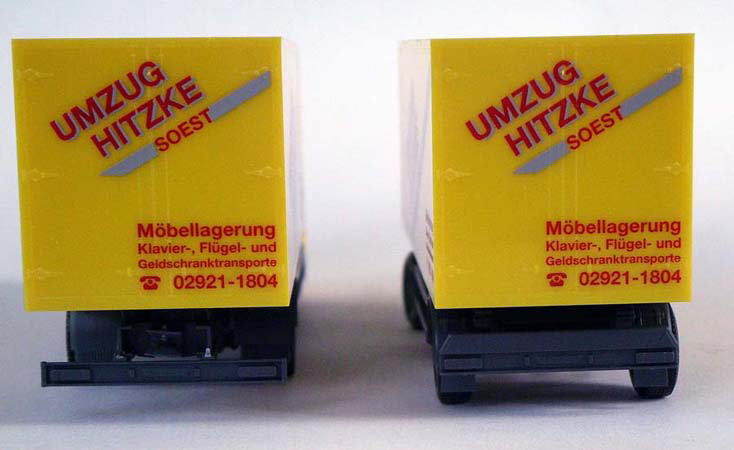 UMZUG
HITZKE
SOEST
Möbellagerung
Klavier-, Flügel- und
Geldschranktransporte
☎ 02921-1804
UMZUG
HITZKE
SOEST
Möbellagerung
Klavier-, Flügel- und
Geldschranktransporte
☎ 02921-1804